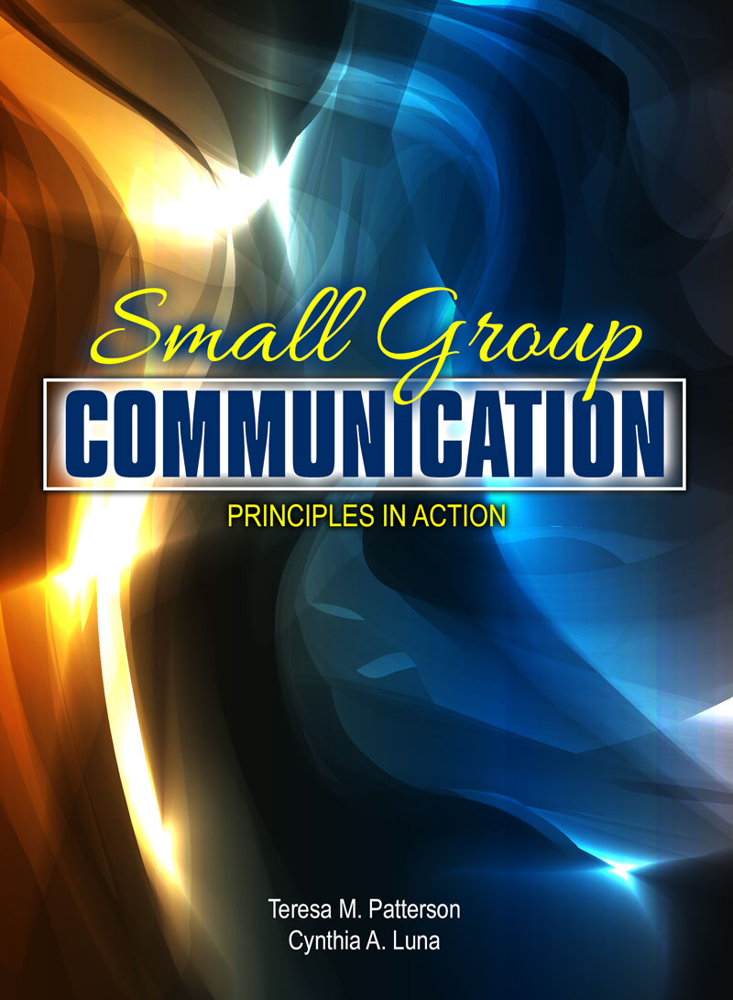 Small Group
COMMUNICATION
PRINCIPLES IN ACTION
Teresa M. Patterson
Cynthia A. Luna